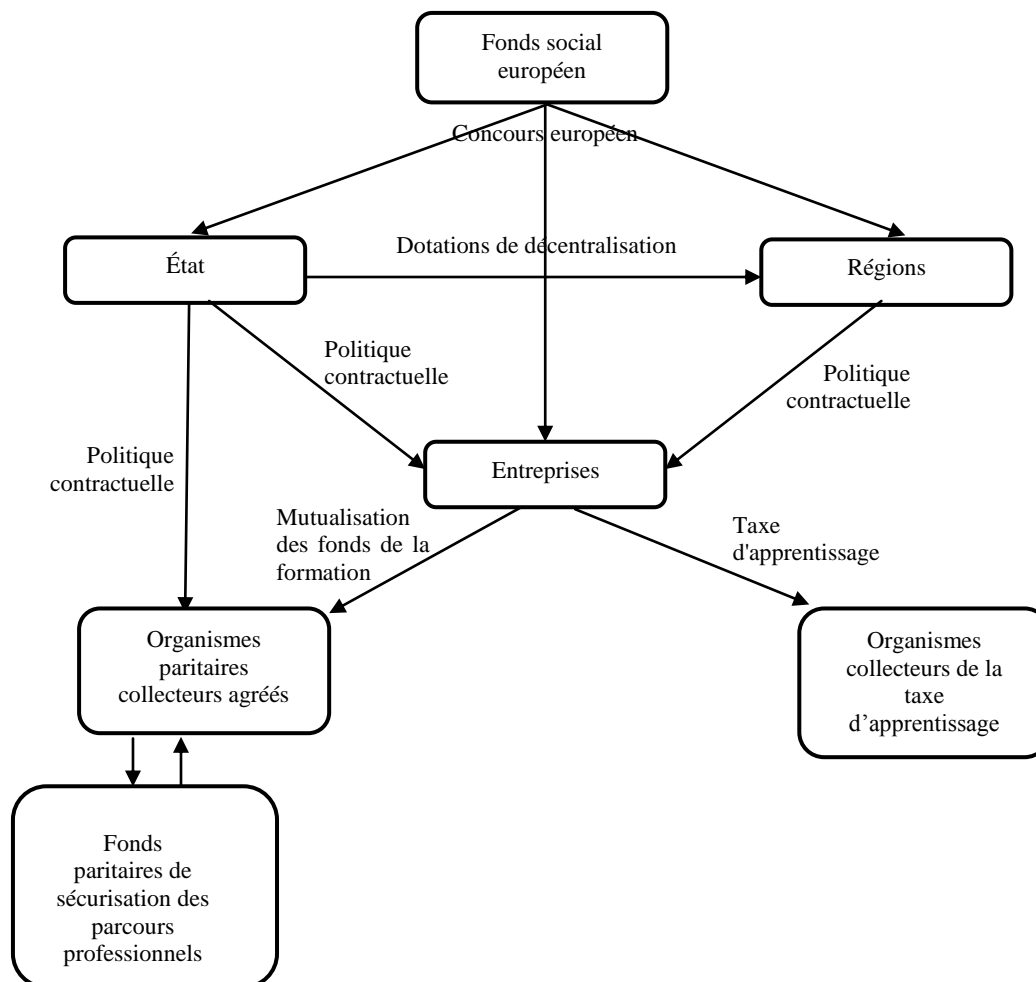 Fonds social
européen
Concours européen
Dotations de décentralisation
État
Régions
Politique
contractuelle
Politique
contractuelle
Politique
contractuelle
Entreprises
Mutualisation
des fonds de la
formation
Taxe
d'apprentissage
Organismes
paritaires
collecteurs agréés
Organismes
collecteurs de la
taxe
d’apprentissage
Fonds
paritaires de
sécurisation des
parcours
professionnels